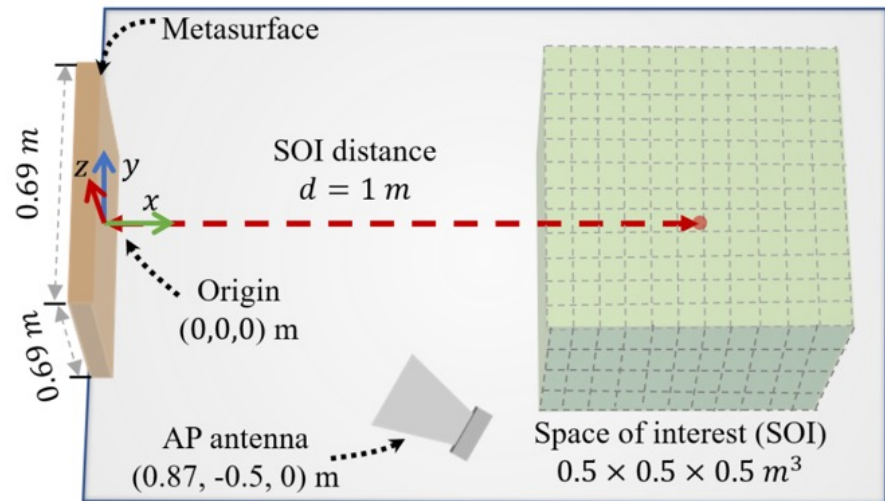 Metasurface
0.69 m
z
y
x
SOI distance
d = 1 m
Origin
(0,0,0) m
0.69 m
AP antenna
(0.87, -0.5, 0) m
Space of interest (SOI)
0.5 × 0.5 × 0.5 m³